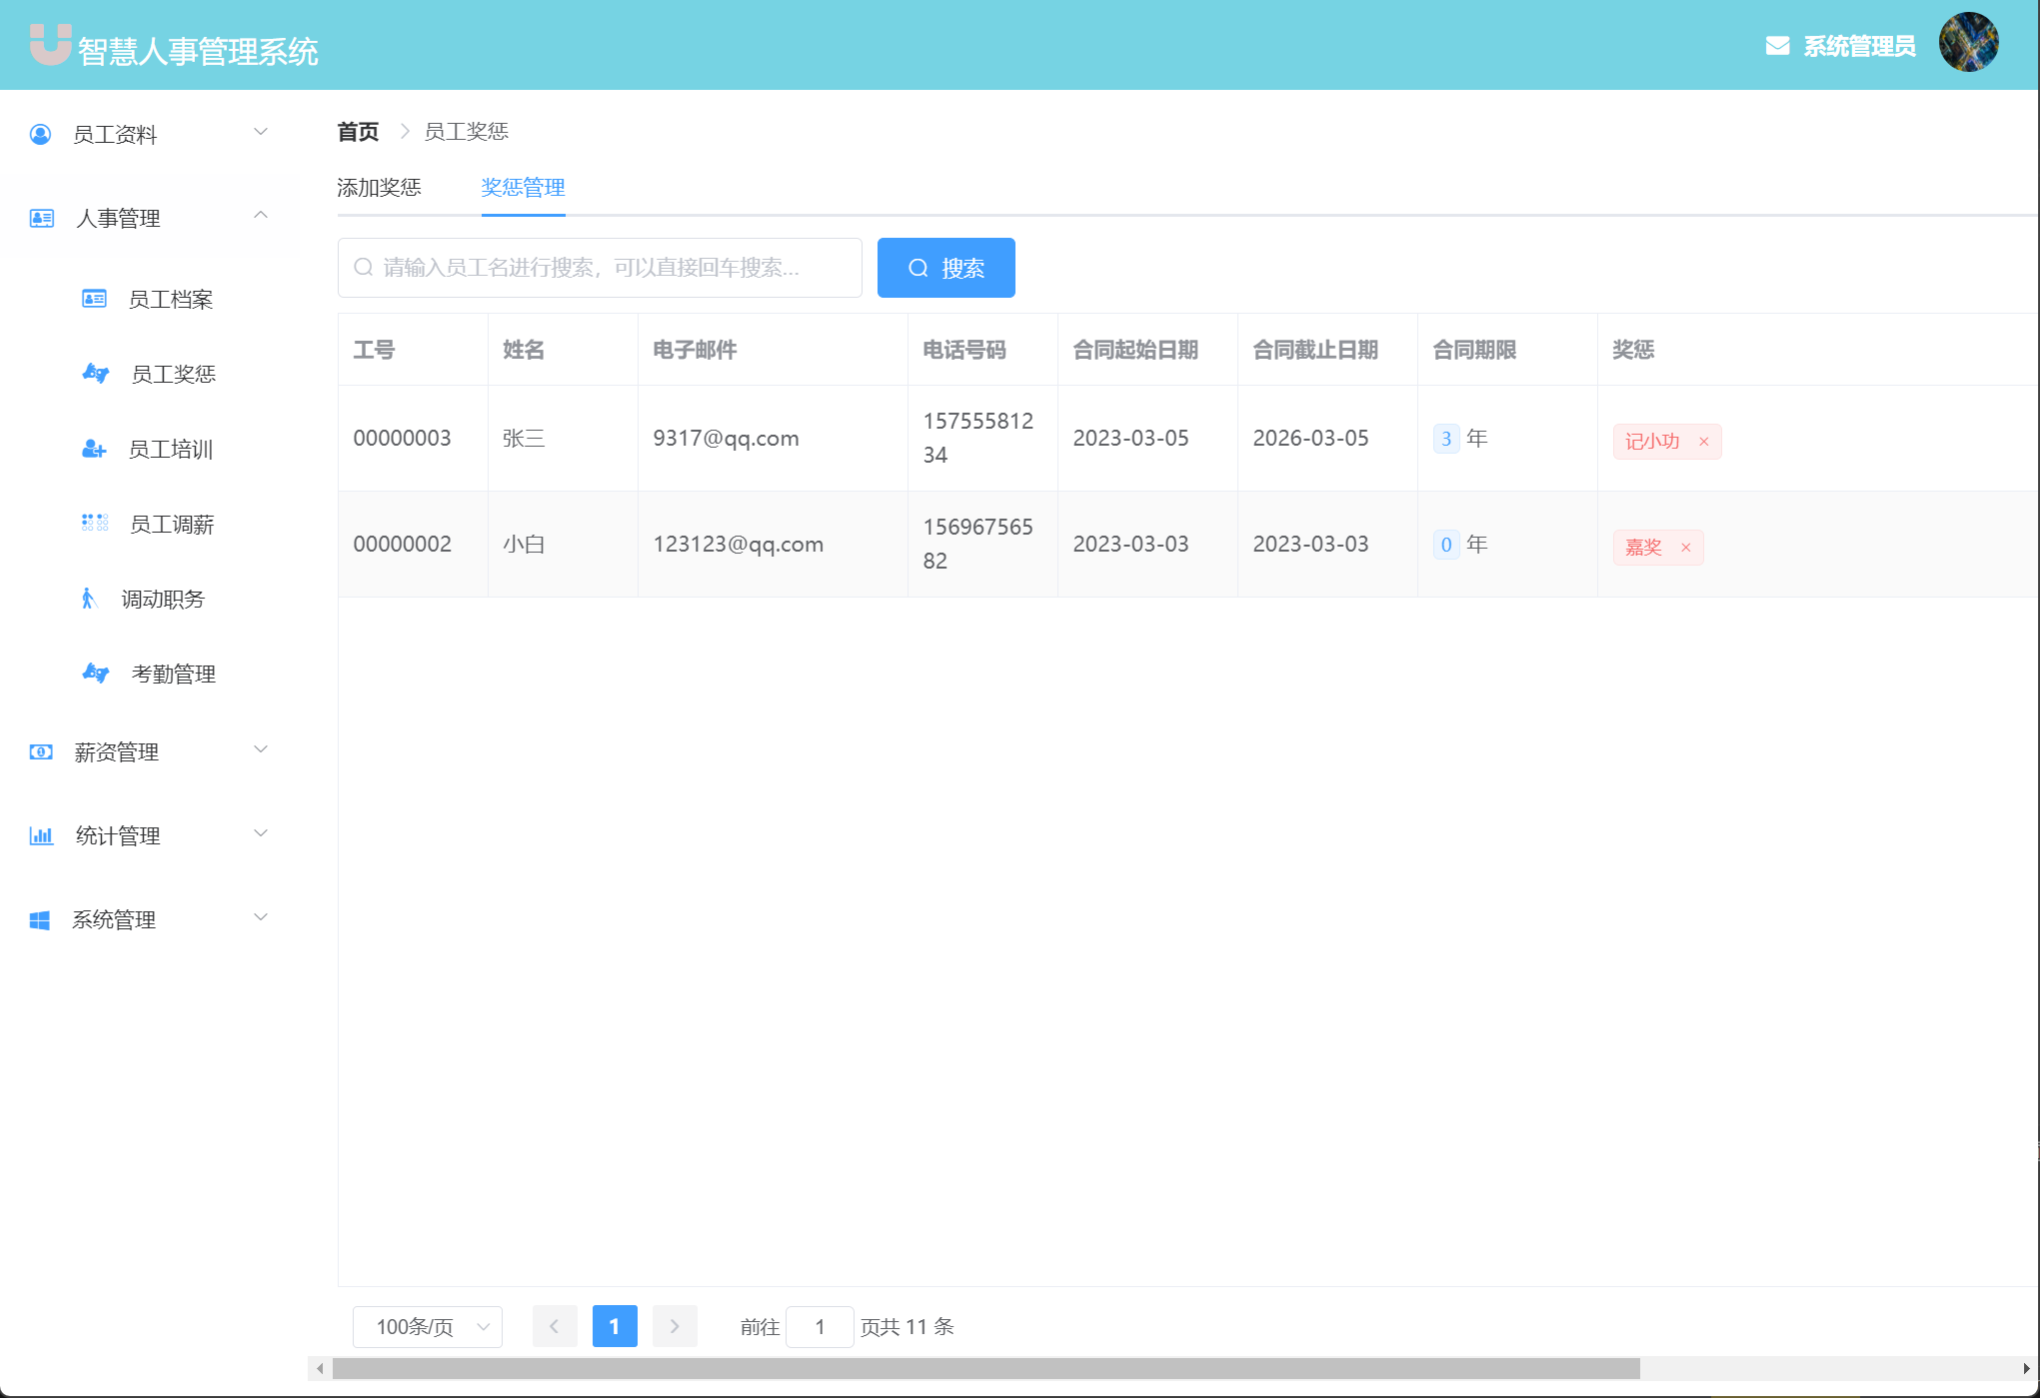 智慧人事管理系统
系统管理员
员工资料
人事管理
员工档案
员工奖惩
员工培训
员工调薪
调动职务
考勤管理
薪资管理
统计管理
系统管理
首页 > 员工奖惩
添加奖惩 奖惩管理
请输入员工名进行搜索，可以直接回车搜索...
搜索
工号 姓名 电子邮件 电话号码 合同起始日期 合同截止日期 合同期限 奖惩
00000003 张三 9317@qq.com 157555812
34 2023-03-05 2026-03-05 3 年 记小功 ×
00000002 小白 123123@qq.com 156967565
82 2023-03-03 2023-03-03 0 年 嘉奖 ×
100条/页 1 前往 1 页共 11 条